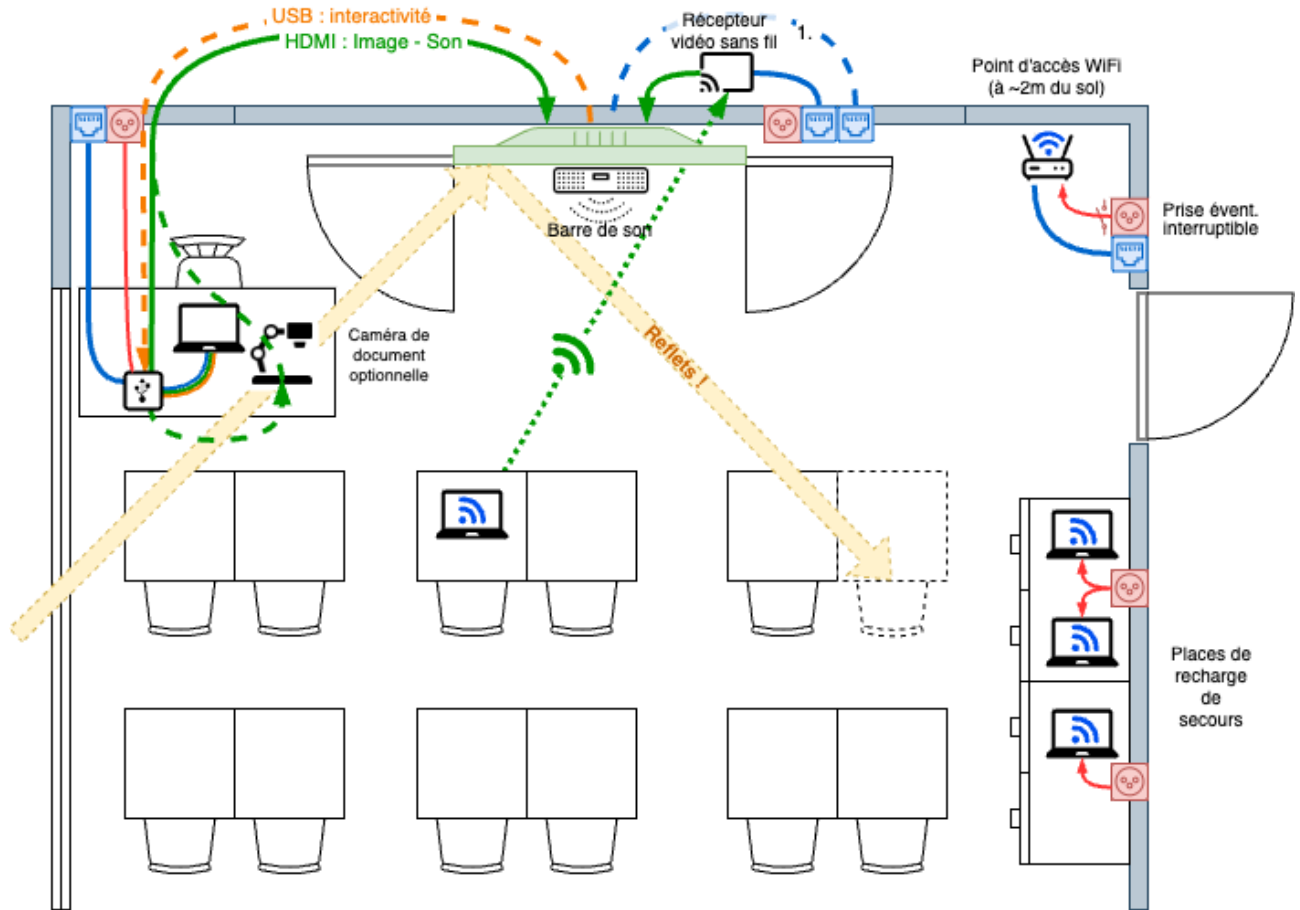 USB : interactivité
HDMI : Image - Son
Récepteur
vidéo sans fil
1.
Point d'accès WiFi
(à ~2m du sol)
Prise évent.
interruptible
Barre de son
Caméra de
document
optionnelle
Reflets !
Places de
recharge
de
secours